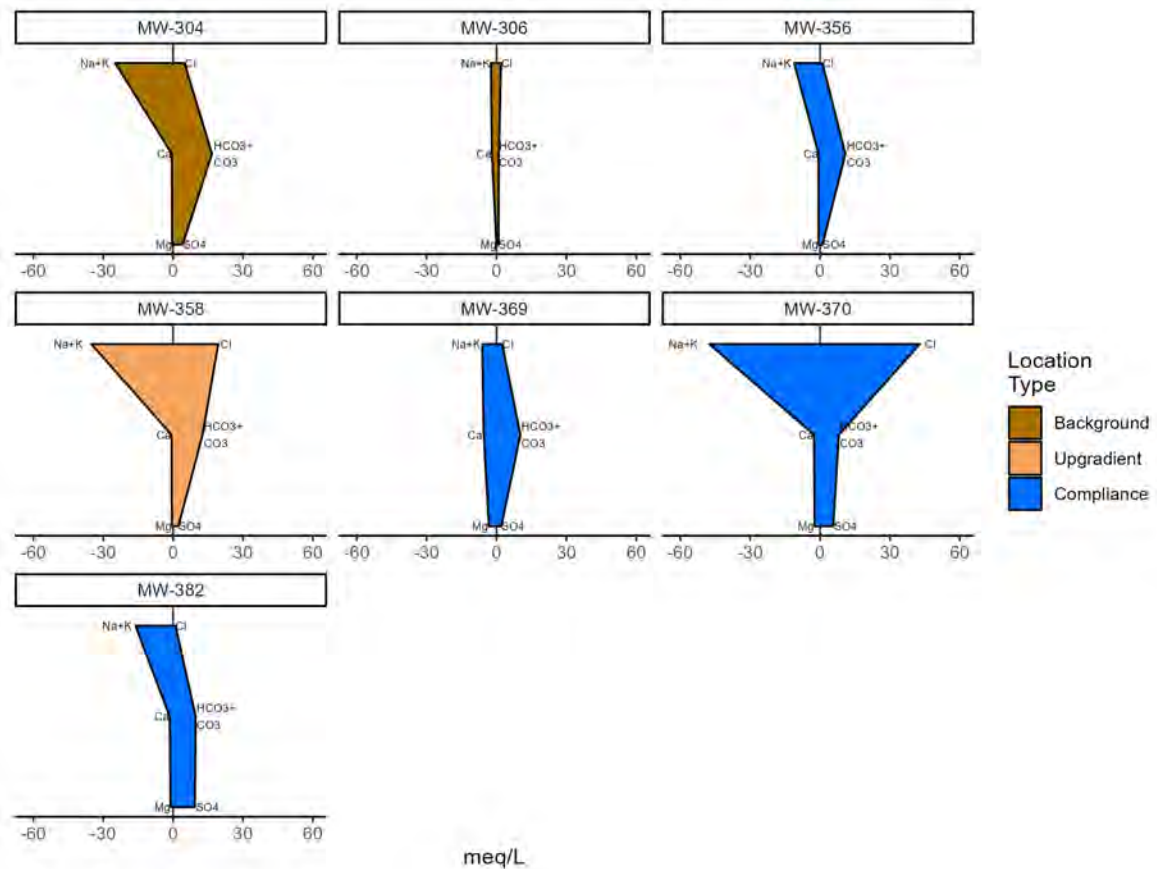 MW-304
MW-306
MW-356
Na+K Cl
Ca HCO3+
CO3
Mg SO4
Na+K Cl
Ca HCO3+
CO3
Mg SO4
Na+K Cl
Ca HCO3+
CO3
Mg SO4
-60 -30 0 30 60
-60 -30 0 30 60
-60 -30 0 30 60
MW-358
MW-369
MW-370
Na+K Cl
Ca HCO3+
CO3
Mg SO4
Na+K Cl
Ca HCO3+
CO3
Mg SO4
Na+K Cl
Ca HCO3+
CO3
Mg SO4
-60 -30 0 30 60
-60 -30 0 30 60
-60 -30 0 30 60
MW-382
Na+K Cl
Ca HCO3+
CO3
Mg SO4
-60 -30 0 30 60
meq/L
Location
Type
Background
Upgradient
Compliance